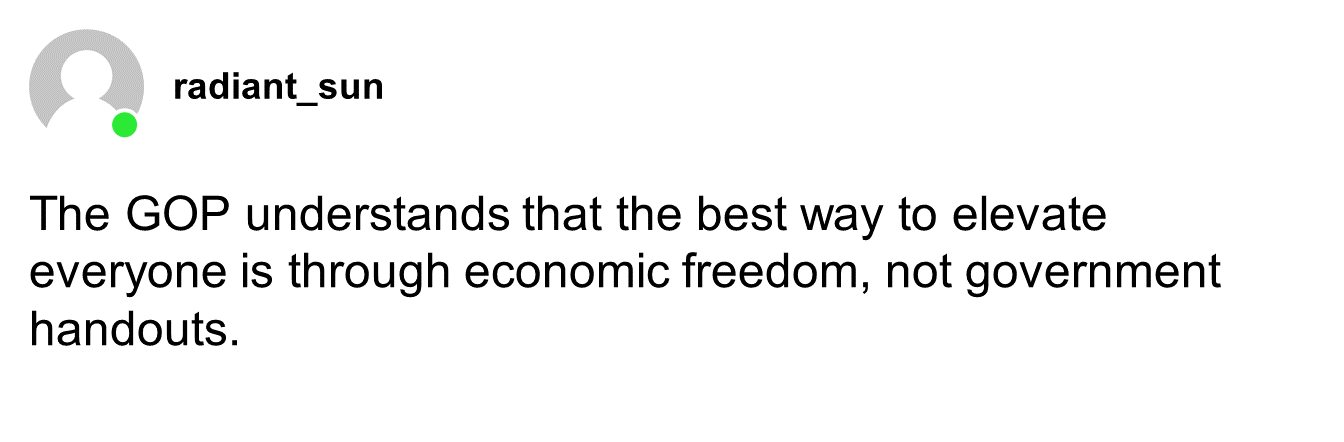 radiant_sun
The GOP understands that the best way to elevate
everyone is through economic freedom, not government
handouts.